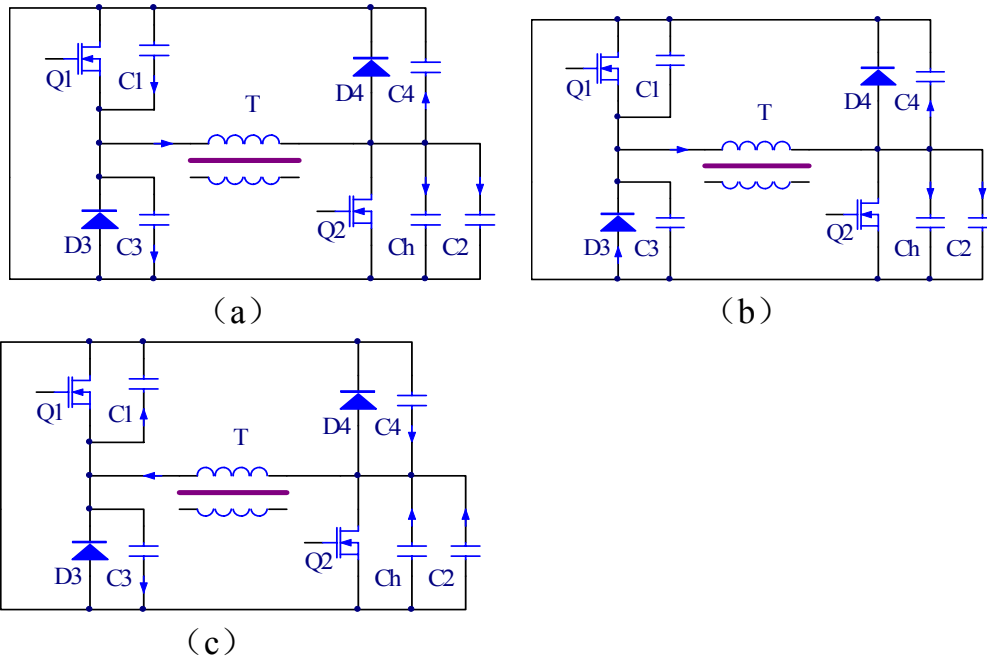 Q1
C1
T
D4
C4
D3
C3
Q2
Ch
C2
（a）
Q1
C1
T
D4
C4
D3
C3
Q2
Ch
C2
（b）
Q1
C1
T
D4
C4
D3
C3
Q2
Ch
C2
（c）